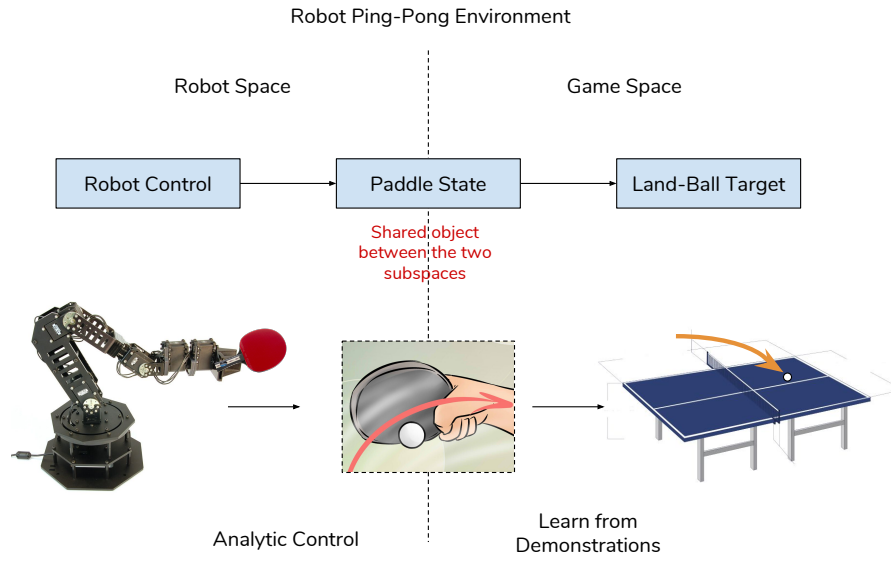 Robot Ping-Pong Environment
Robot Space
Game Space
Robot Control
Paddle State
Land-Ball Target
Shared object
between the two
subspaces
Analytic Control
Learn from
Demonstrations